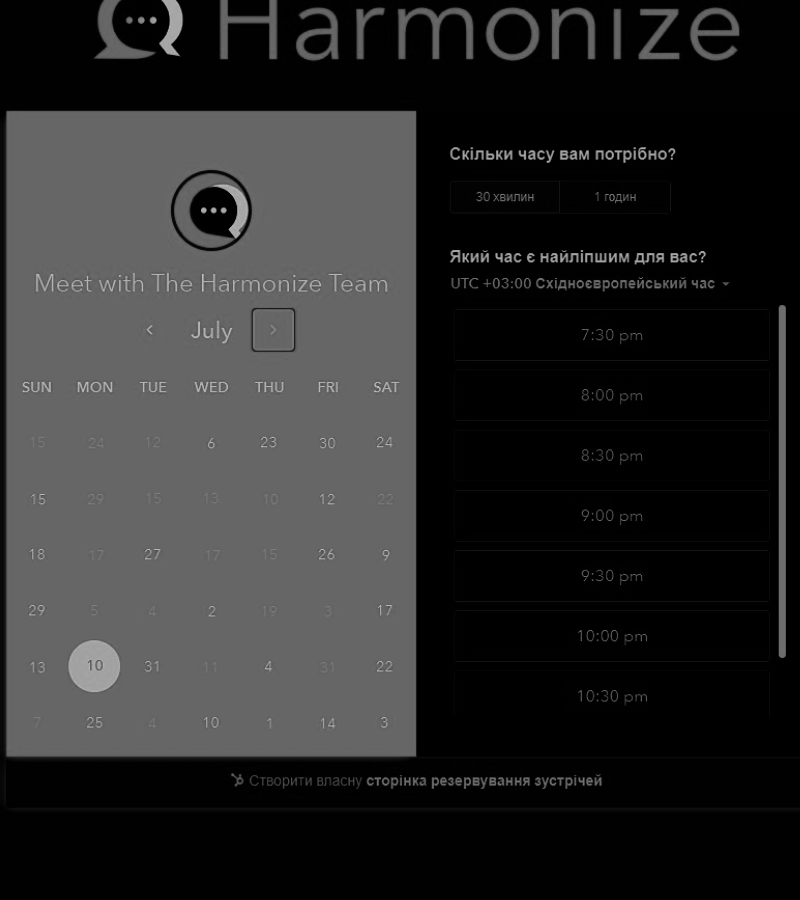 Harmonize
Meet with The Harmonize Team
July
SUN MON TUE WED THU FRI SAT
15 24 12 6 23 30 24
15 29 15 13 10 12 22
18 17 27 17 15 26 9
29 5 4 2 19 3 17
13 10 31 11 4 31 22
7 25 4 10 1 14 3
Скільки часу вам потрібно?
30 хвилин 1 годин
Який час є найліпшим для вас?
UTC +03:00 Східноєвропейський час
7:30 pm
8:00 pm
8:30 pm
9:00 pm
9:30 pm
10:00 pm
10:30 pm
Створити власну сторінка резервування зустрічей